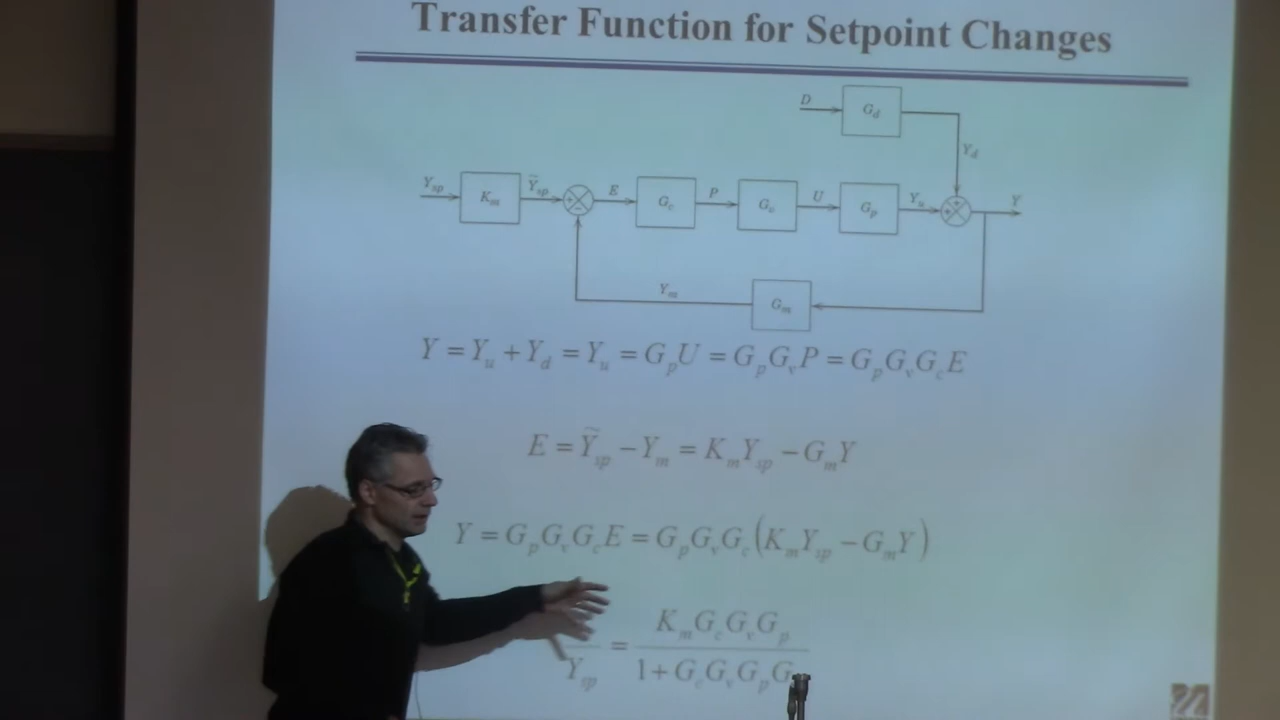 Transfer Function for Setpoint Changes
D G_d Y_d
Y_sp K_m Ỹ_sp + − E G_c P G_v U G_p Y_u + + Y
Y_m G_m
Y = Y_u + Y_d = Y_u = G_p U = G_p G_v P = G_p G_v G_c E
E = Ỹ_sp − Y_m = K_m Y_sp − G_m Y
Y = G_p G_v G_c E = G_p G_v G_c (K_m Y_sp − G_m Y)
K_m G_c G_v G_p
=
Y_sp 1 + G_c G_v G_p G